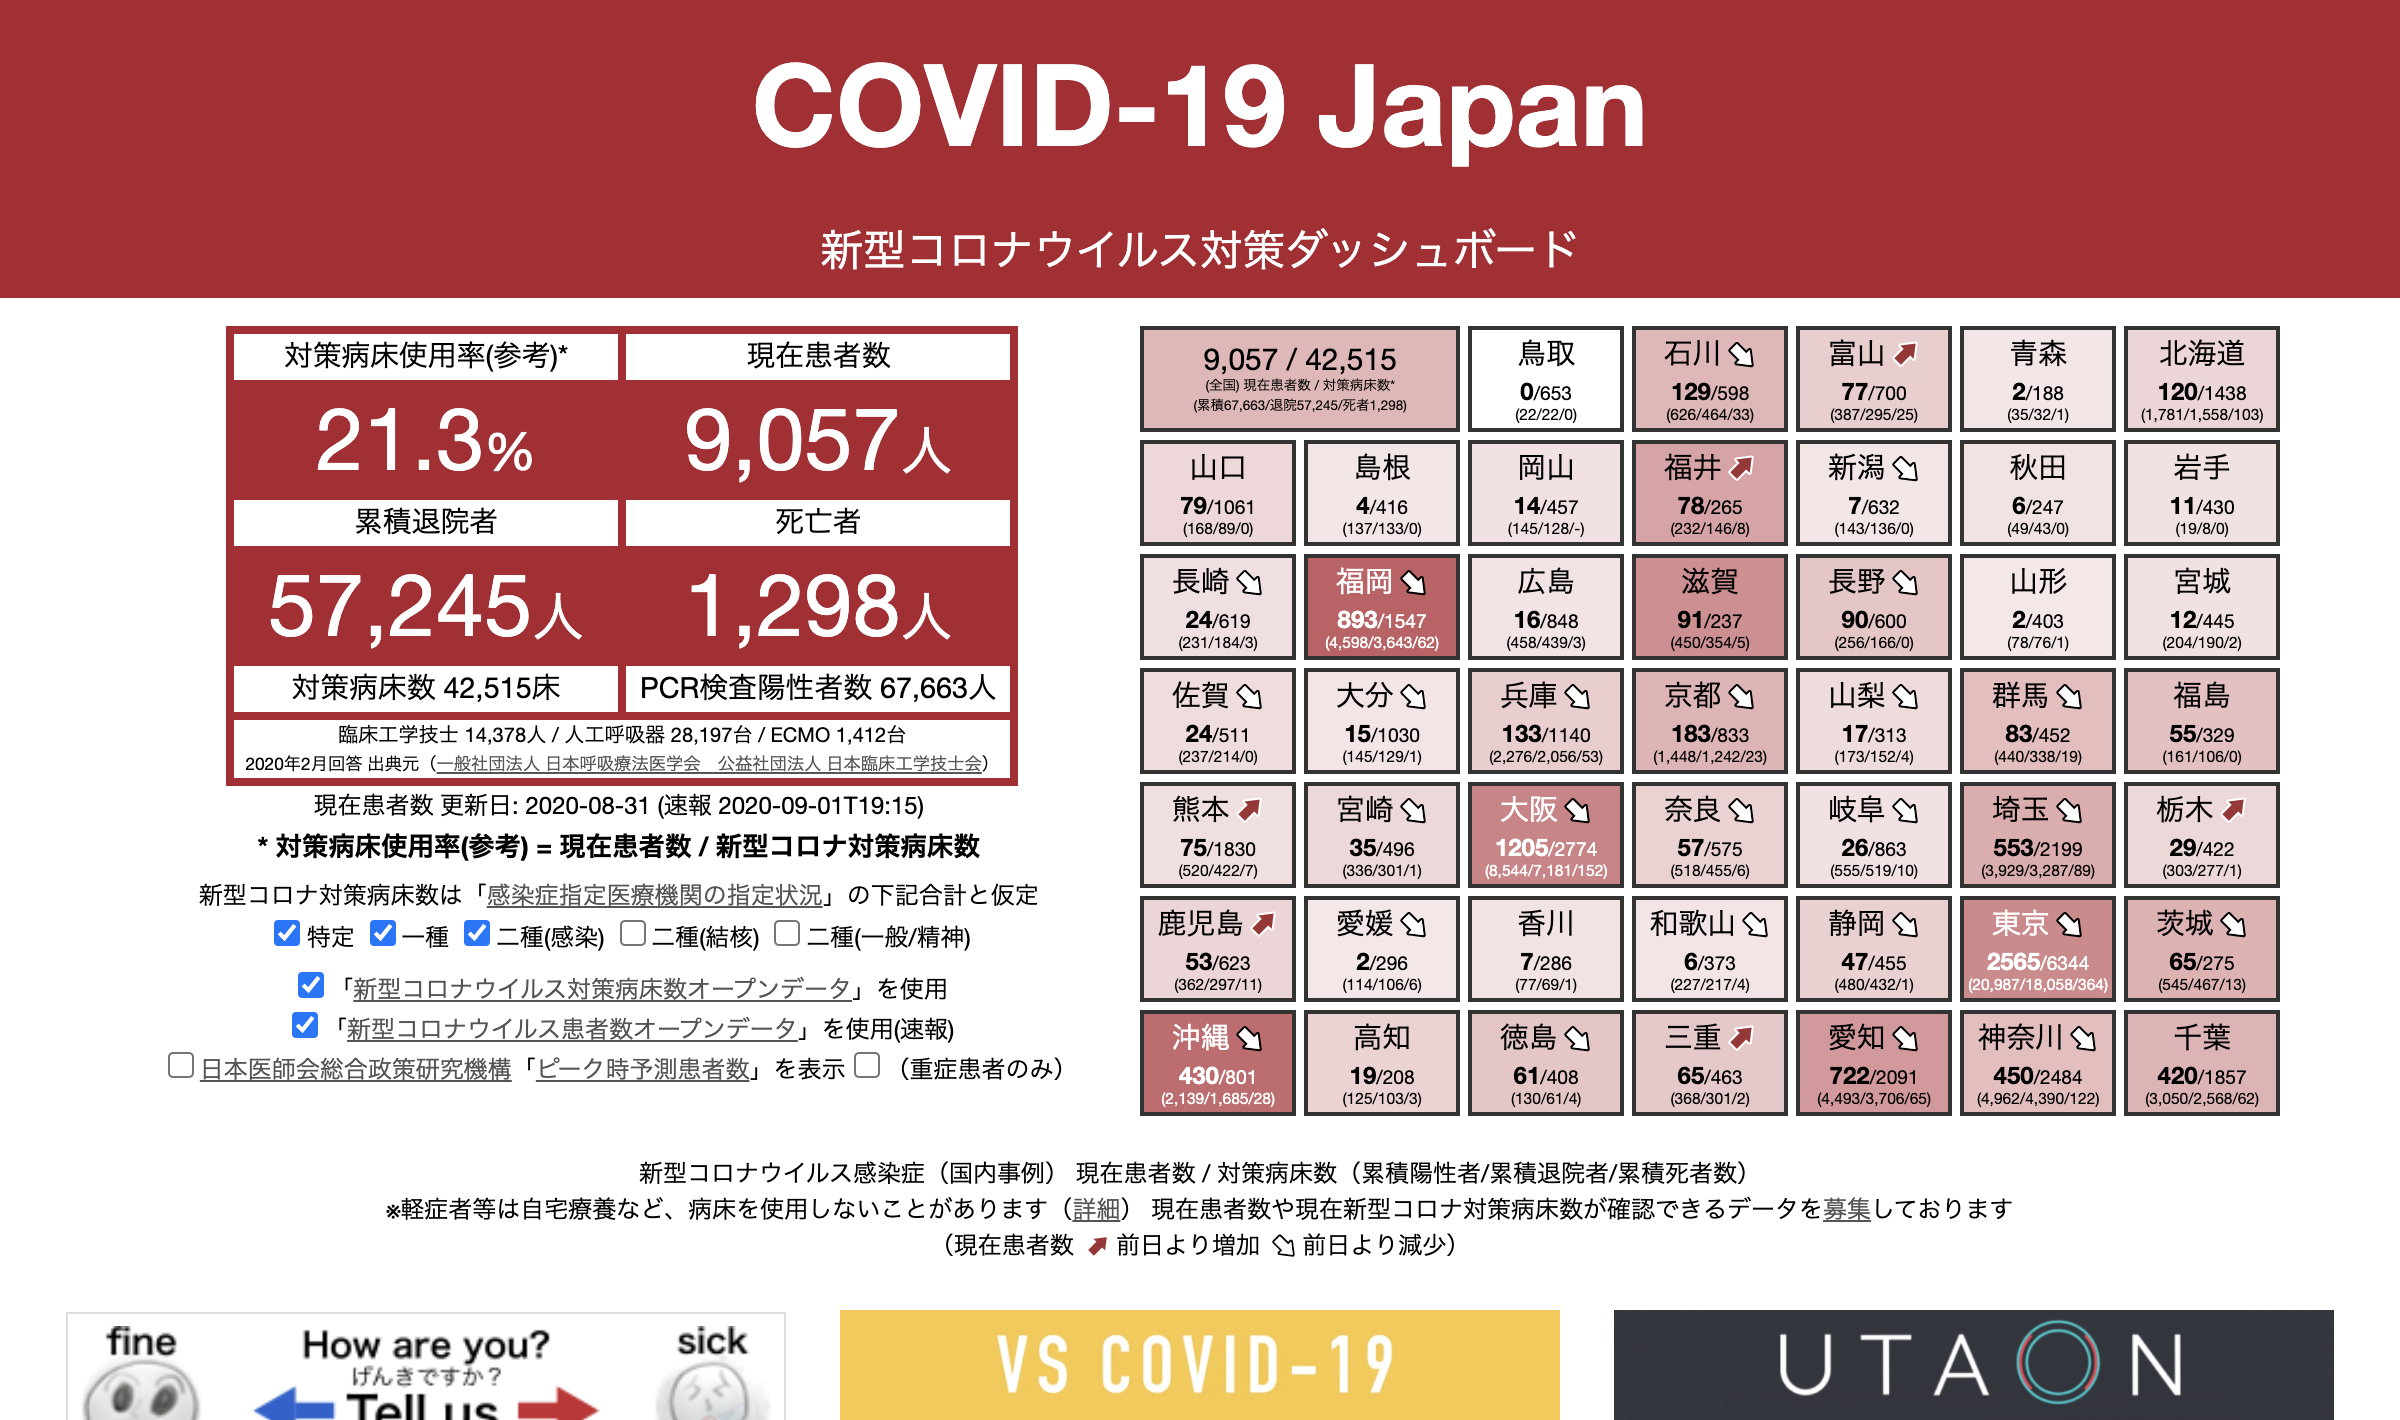 COVID-19 Japan
新型コロナウイルス対策ダッシュボード
対策病床使用率(参考)* 現在患者数
21.3% 9,057人
累積退院者 死亡者
57,245人 1,298人
対策病床数 42,515床 PCR検査陽性者数 67,663人
臨床工学技士 14,378人 / 人工呼吸器 28,197台 / ECMO 1,412台
2020年2月回答 出典元（一般社団法人 日本呼吸療法医学会　公益社団法人 日本臨床工学技士会）
現在患者数 更新日: 2020-08-31 (速報 2020-09-01T19:15)
* 対策病床使用率(参考) = 現在患者数 / 新型コロナ対策病床数
新型コロナ対策病床数は「感染症指定医療機関の指定状況」の下記合計と仮定
特定 一種 二種(感染) 二種(結核) 二種(一般/精神)
「新型コロナウイルス対策病床数オープンデータ」を使用
「新型コロナウイルス患者数オープンデータ」を使用(速報)
日本医師会総合政策研究機構「ピーク時予測患者数」を表示 （重症患者のみ）
9,057 / 42,515
(全国) 現在患者数 / 対策病床数*
(累積67,663/退院57,245/死者1,298)
鳥取
0/653
(22/22/0)
石川
129/598
(626/464/33)
富山
77/700
(387/295/25)
青森
2/188
(35/32/1)
北海道
120/1438
(1,781/1,558/103)
山口
79/1061
(168/89/0)
島根
4/416
(137/133/0)
岡山
14/457
(145/128/-)
福井
78/265
(232/146/8)
新潟
7/632
(143/136/0)
秋田
6/247
(49/43/0)
岩手
11/430
(19/8/0)
長崎
24/619
(231/184/3)
福岡
893/1547
(4,598/3,643/62)
広島
16/848
(458/439/3)
滋賀
91/237
(450/354/5)
長野
90/600
(256/166/0)
山形
2/403
(78/76/1)
宮城
12/445
(204/190/2)
佐賀
24/511
(237/214/0)
大分
15/1030
(145/129/1)
兵庫
133/1140
(2,276/2,056/53)
京都
183/833
(1,448/1,242/23)
山梨
17/313
(173/152/4)
群馬
83/452
(440/338/19)
福島
55/329
(161/106/0)
熊本
75/1830
(520/422/7)
宮崎
35/496
(336/301/1)
大阪
1205/2774
(8,544/7,181/152)
奈良
57/575
(518/455/6)
岐阜
26/863
(555/519/10)
埼玉
553/2199
(3,929/3,287/89)
栃木
29/422
(303/277/1)
鹿児島
53/623
(362/297/11)
愛媛
2/296
(114/106/6)
香川
7/286
(77/69/1)
和歌山
6/373
(227/217/4)
静岡
47/455
(480/432/1)
東京
2565/6344
(20,987/18,058/364)
茨城
65/275
(545/467/13)
沖縄
430/801
(2,139/1,685/28)
高知
19/208
(125/103/3)
徳島
61/408
(130/61/4)
三重
65/463
(368/301/2)
愛知
722/2091
(4,493/3,706/65)
神奈川
450/2484
(4,962/4,390/122)
千葉
420/1857
(3,050/2,568/62)
新型コロナウイルス感染症（国内事例） 現在患者数 / 対策病床数（累積陽性者/累積退院者/累積死者数）
※軽症者等は自宅療養など、病床を使用しないことがあります（詳細） 現在患者数や現在新型コロナ対策病床数が確認できるデータを募集しております
（現在患者数 前日より増加 前日より減少）
fine How are you? sick
げんきですか？
Tell us
VS COVID-19
UTAON